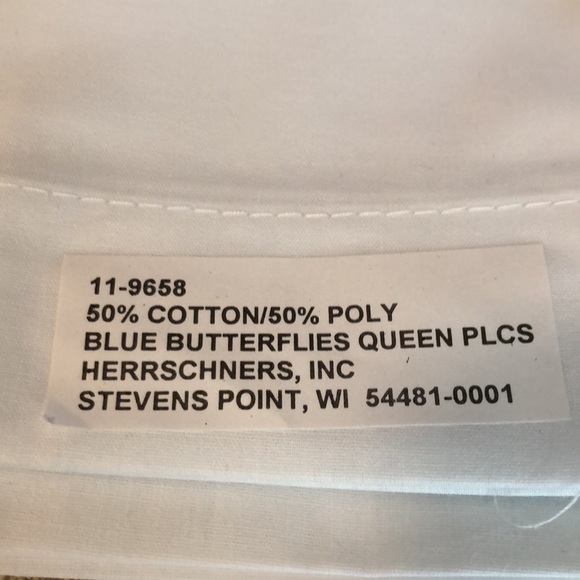 11-9658
50% COTTON/50% POLY
BLUE BUTTERFLIES QUEEN PLCS
HERRSCHNERS, INC
STEVENS POINT, WI 54481-0001